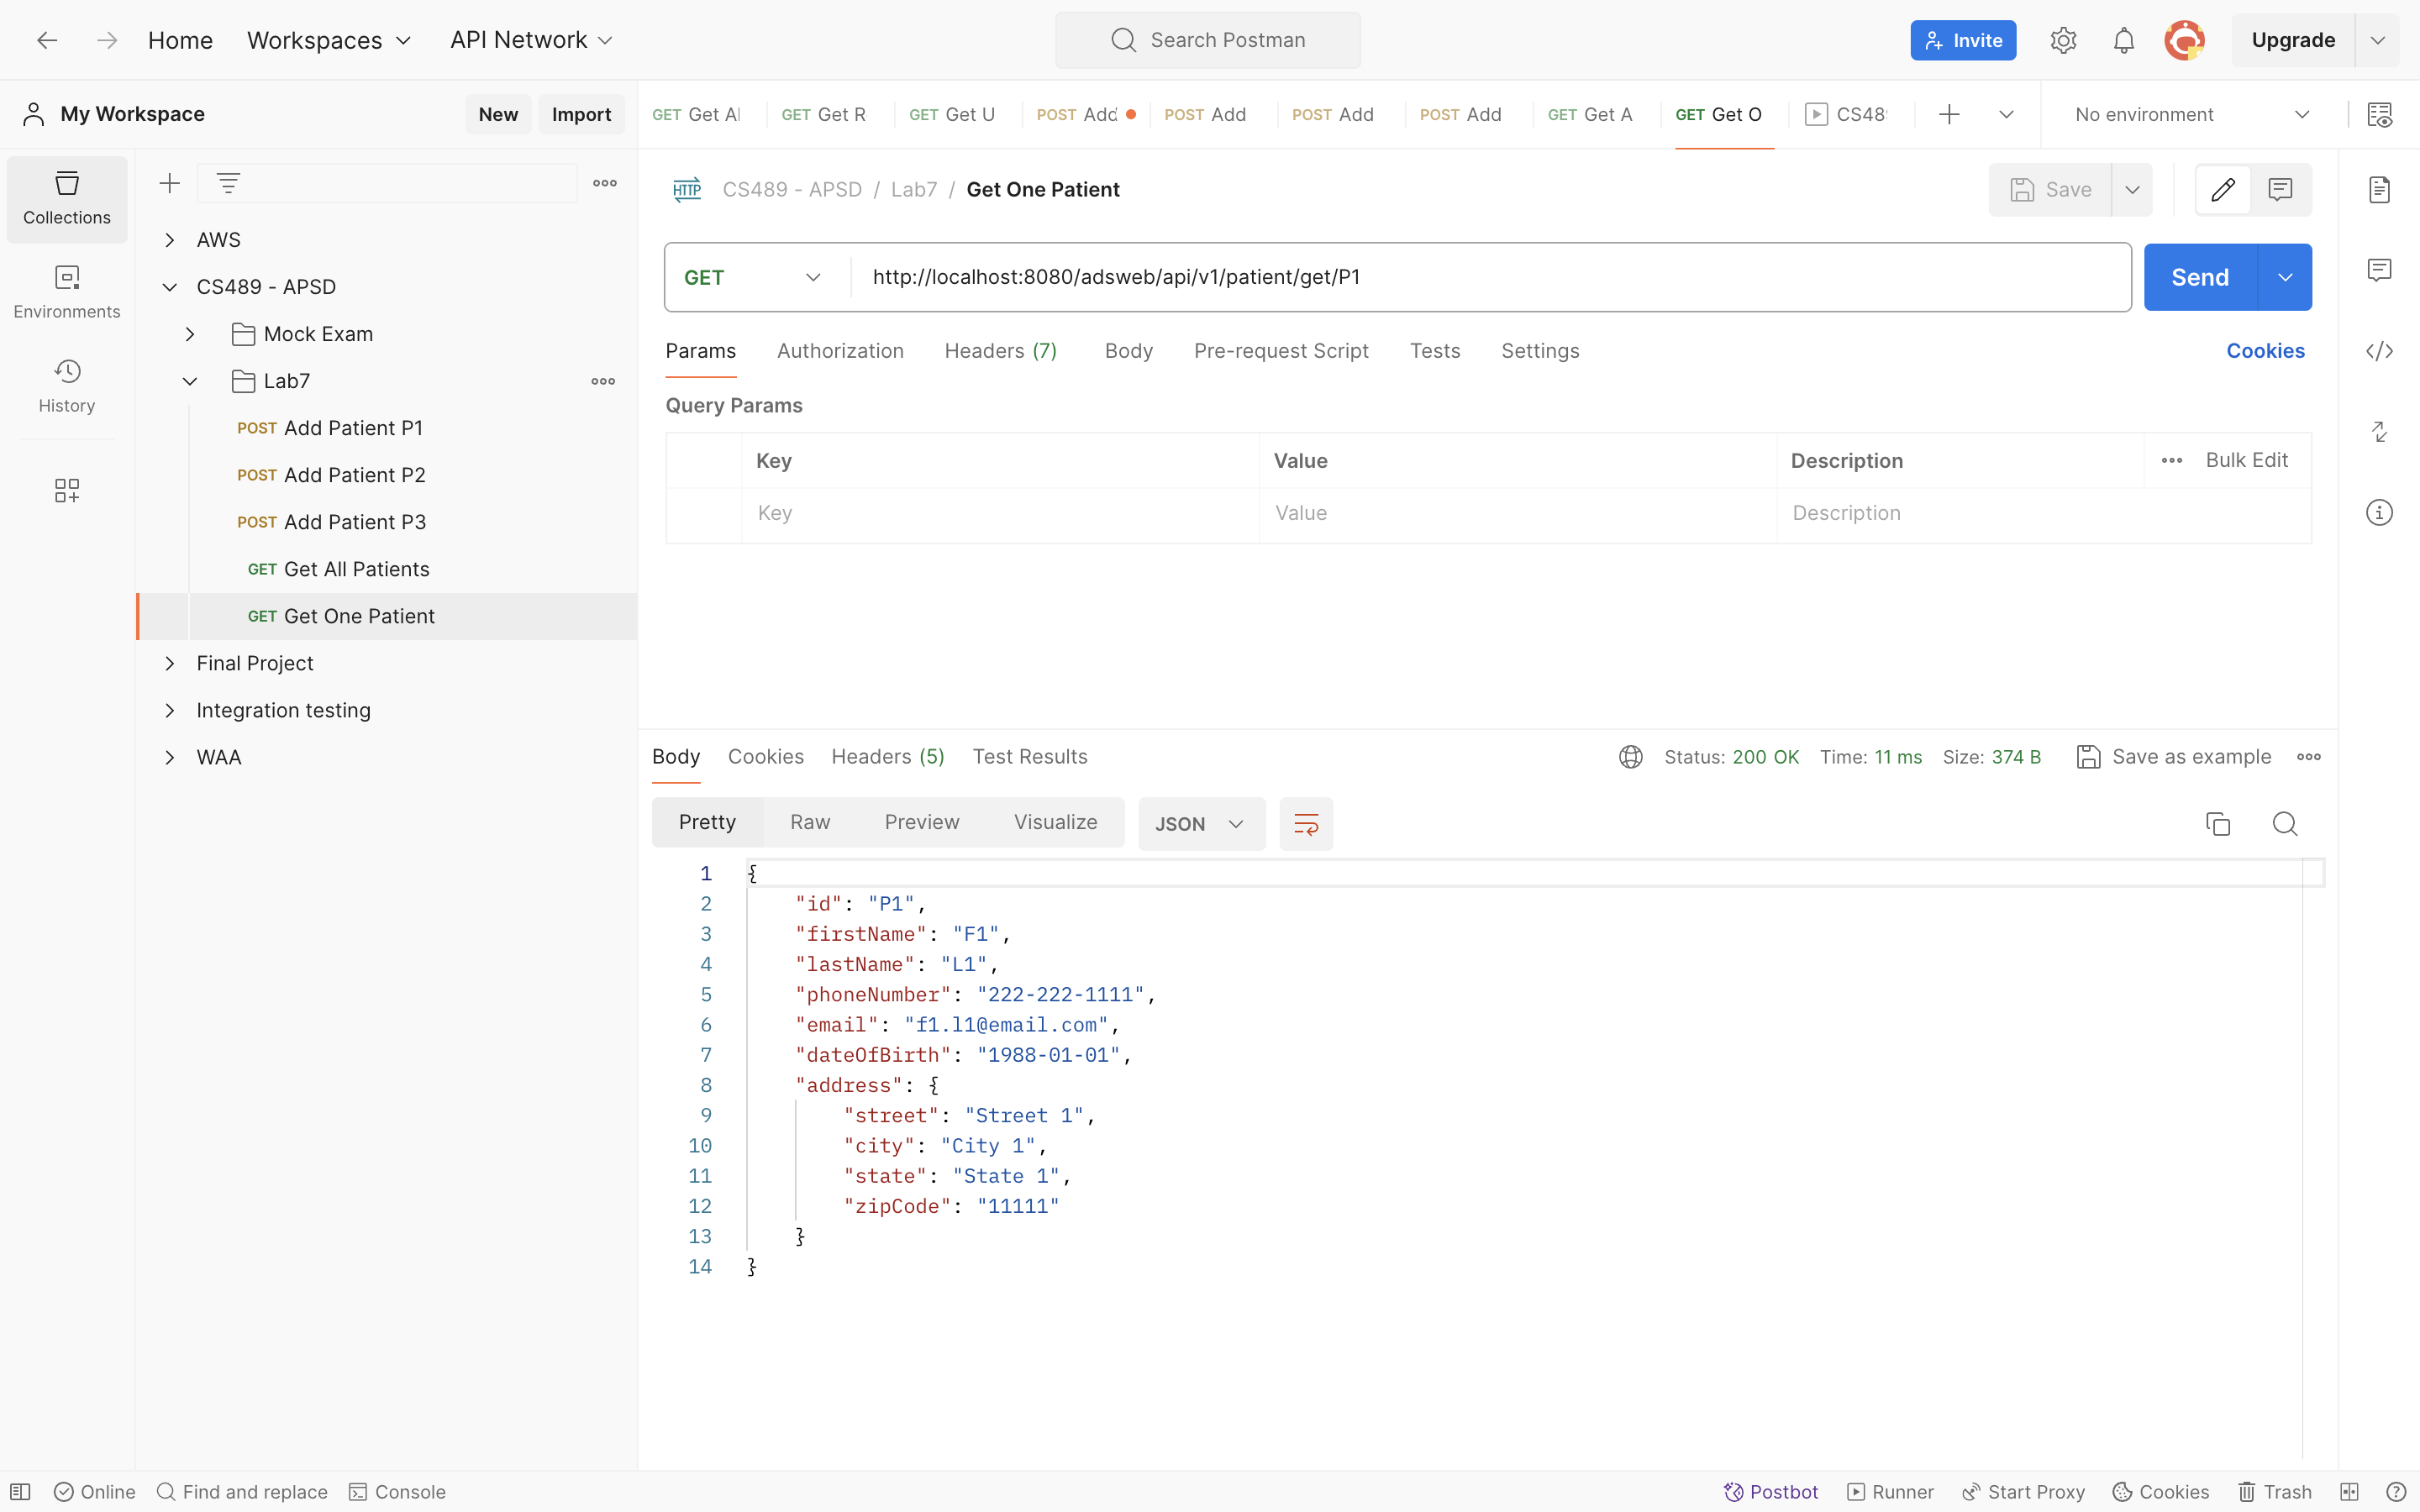 Home Workspaces API Network Search Postman Invite Upgrade
My Workspace New Import GET Get Al GET Get R GET Get U POST Add POST Add POST Add POST Add GET Get A GET Get O CS48 No environment
Collections
Environments
History
AWS
CS489 - APSD
Mock Exam
Lab7
POST Add Patient P1
POST Add Patient P2
POST Add Patient P3
GET Get All Patients
GET Get One Patient
Final Project
Integration testing
WAA
HTTP CS489 - APSD / Lab7 / Get One Patient Save
GET http://localhost:8080/adsweb/api/v1/patient/get/P1 Send
Params Authorization Headers (7) Body Pre-request Script Tests Settings Cookies
Query Params
Key Value Description Bulk Edit
Key Value Description
Body Cookies Headers (5) Test Results Status: 200 OK Time: 11 ms Size: 374 B Save as example
Pretty Raw Preview Visualize JSON
1 {
2 "id": "P1",
3 "firstName": "F1",
4 "lastName": "L1",
5 "phoneNumber": "222-222-1111",
6 "email": "f1.l1@email.com",
7 "dateOfBirth": "1988-01-01",
8 "address": {
9 "street": "Street 1",
10 "city": "City 1",
11 "state": "State 1",
12 "zipCode": "11111"
13 }
14 }
Online Find and replace Console Postbot Runner Start Proxy Cookies Trash